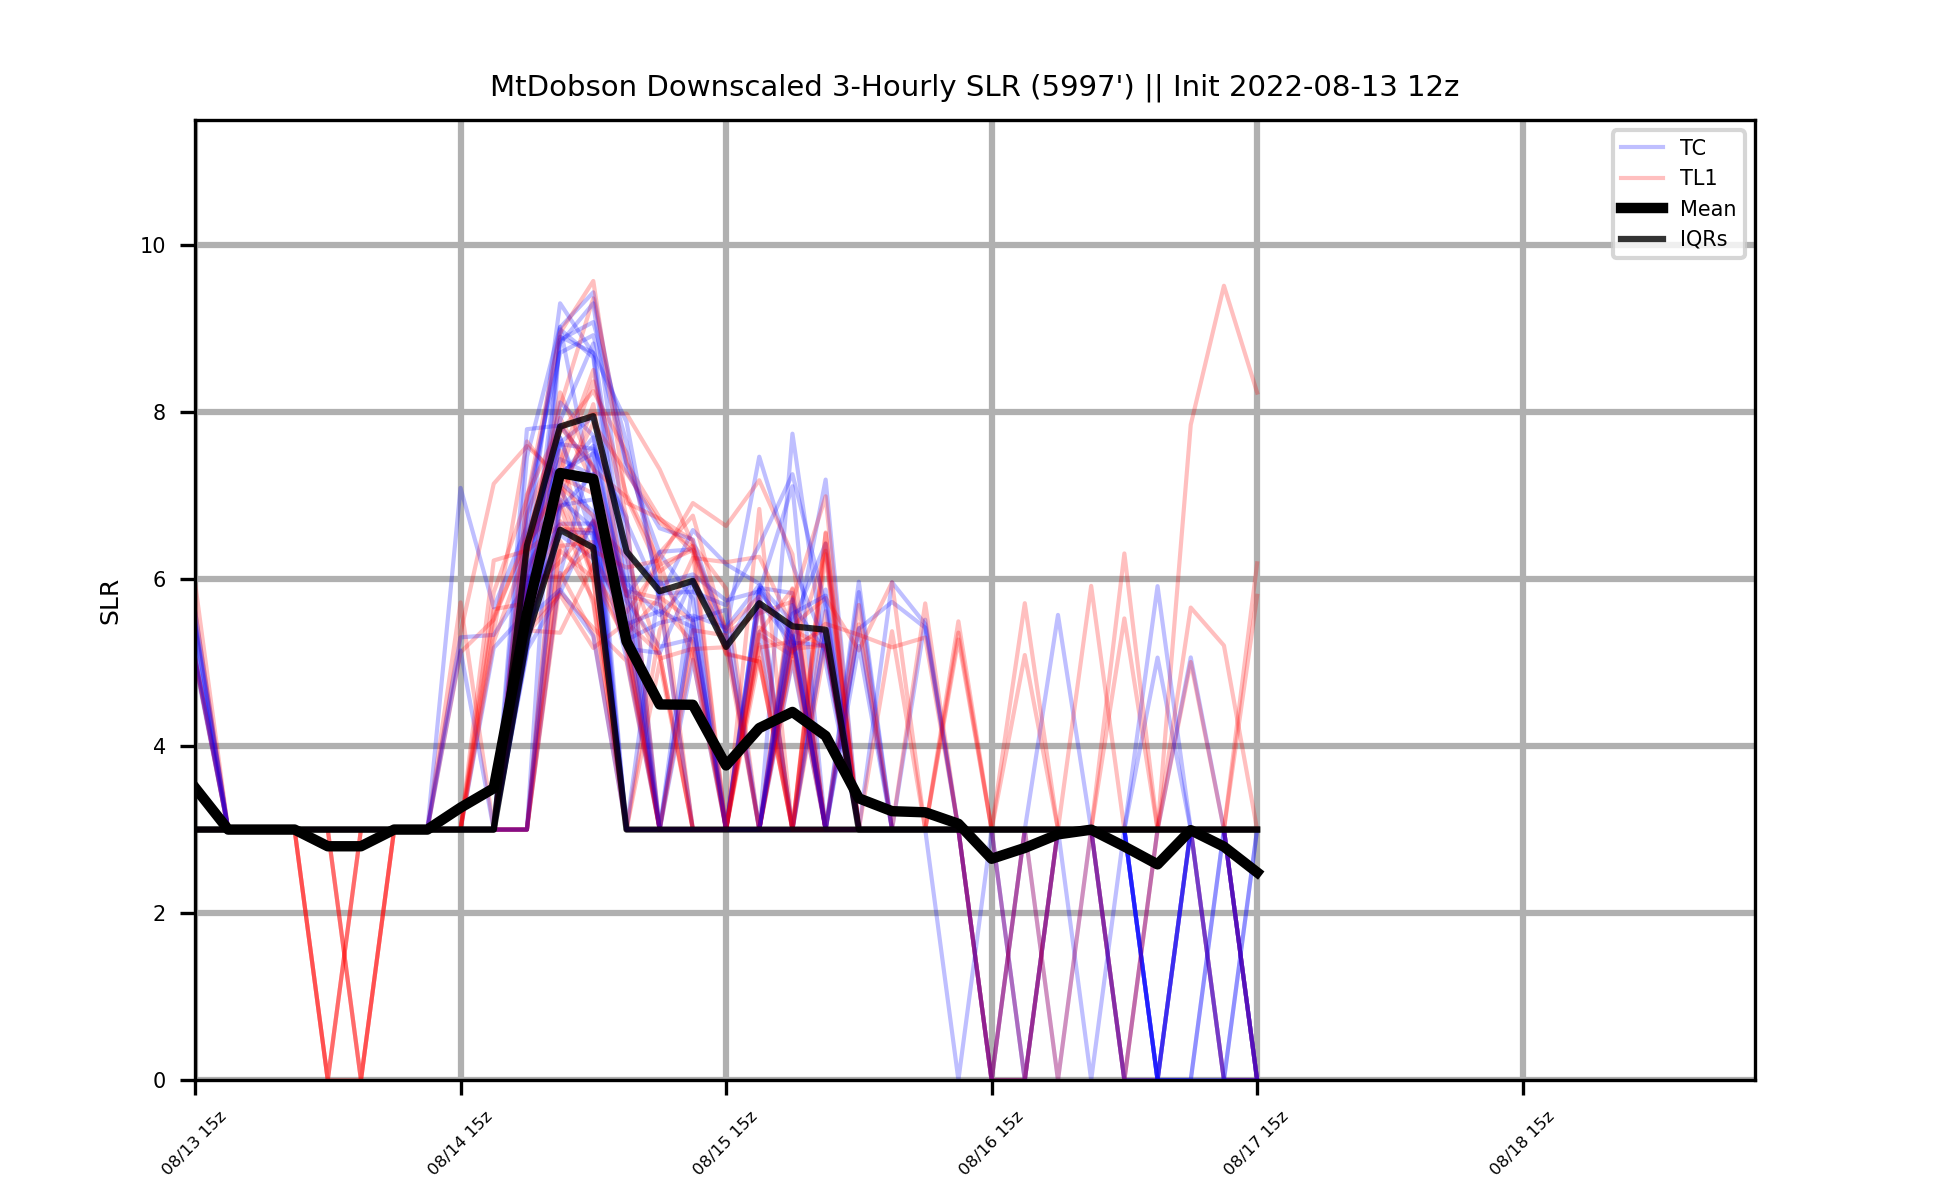 MtDobson Downscaled 3-Hourly SLR (5997') || Init 2022-08-13 12z
TC
TL1
Mean
IQRs
SLR
10
8
6
4
2
0
08/13 15z
08/14 15z
08/15 15z
08/16 15z
08/17 15z
08/18 15z